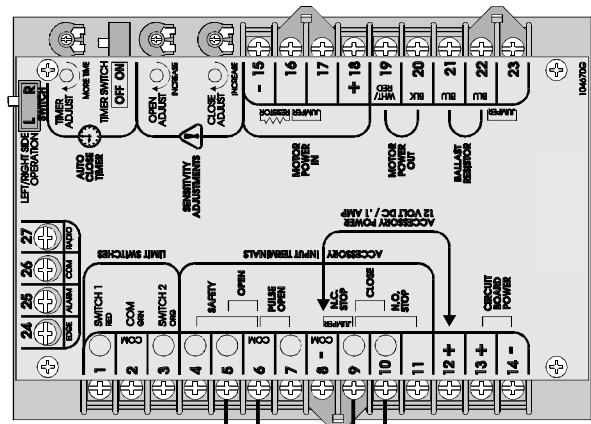 15 -
16
17
18 +
19 WHT/
RED
20 BLK
21 BLU
22 BLU
23
10467DG
R
L
SWITCH
LEFT/RIGHT SIDE
OPERATION
TIMER
ADJUST
MORE TIME
TIMER SWITCH
OFF ON
OPEN
ADJUST
INCREASE
CLOSE
ADJUST
INCREASE
JUMPER RESISTOR
JUMPER
AUTO
CLOSE
TIMER
SENSITIVITY
ADJUSTMENTS
MOTOR
POWER
IN
MOTOR
POWER
OUT
BALLAST
RESISTOR
ACCESSORY POWER
12 VOLT DC / .1 AMP
27 RADIO
26 COM
25 ALARM
24 EDGE
LIMIT SWITCHES
ACCESSORY INPUT TERMINALS
SWITCH 1
RED
COM
GRN
SWITCH 2
ORG
SAFETY
OPEN
PULSE
OPEN
N.C.
STOP
JUMPER
CLOSE
N.O.
STOP
CIRCUIT
BOARD
POWER
1
2 COM
3
4
5
6 COM
7
8 - COM
9
10
11
12 +
13 +
14 -